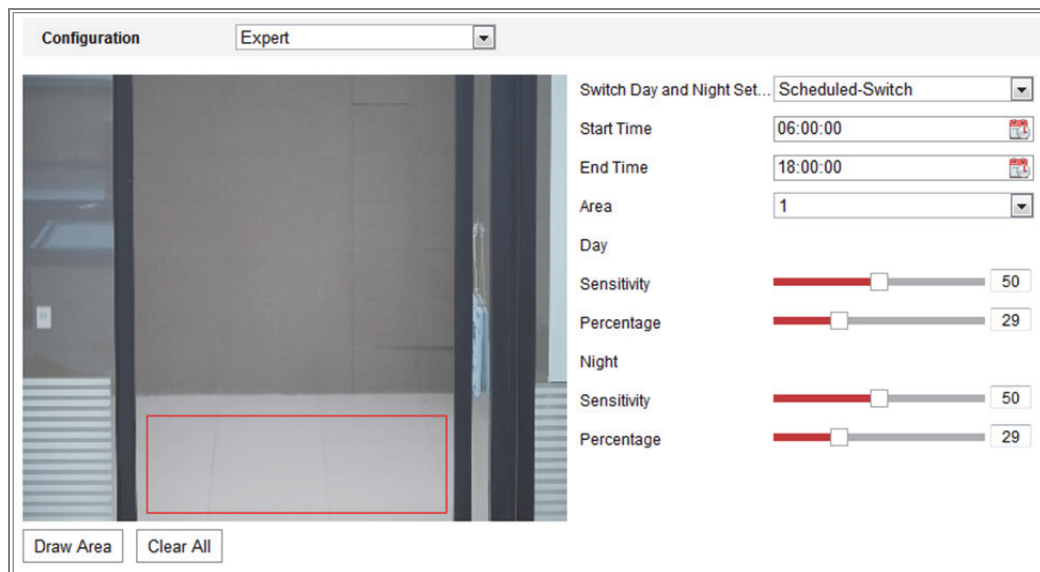 Configuration Expert
Switch Day and Night Set... Scheduled-Switch
Start Time 06:00:00
End Time 18:00:00
Area 1
Day
Sensitivity 50
Percentage 29
Night
Sensitivity 50
Percentage 29
Draw Area Clear All